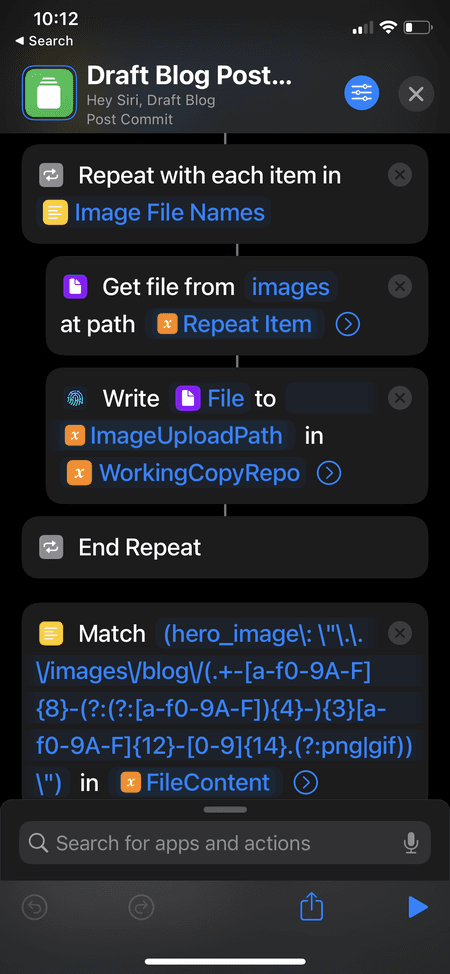 10:12
◀ Search
Draft Blog Post...
Hey Siri, Draft Blog
Post Commit
Repeat with each item in
Image File Names
Get file from images
at path x Repeat Item
Write File to
x ImageUploadPath in
x WorkingCopyRepo
End Repeat
Match (hero_image\: \"\.\.
\/images\/blog\/(.+-[a-f0-9A-F]
{8}-(?:(?:[a-f0-9A-F]){4}-){3}[a-
f0-9A-F]{12}-[0-9]{14}.(?:png|gif))
\") in x FileContent
Search for apps and actions